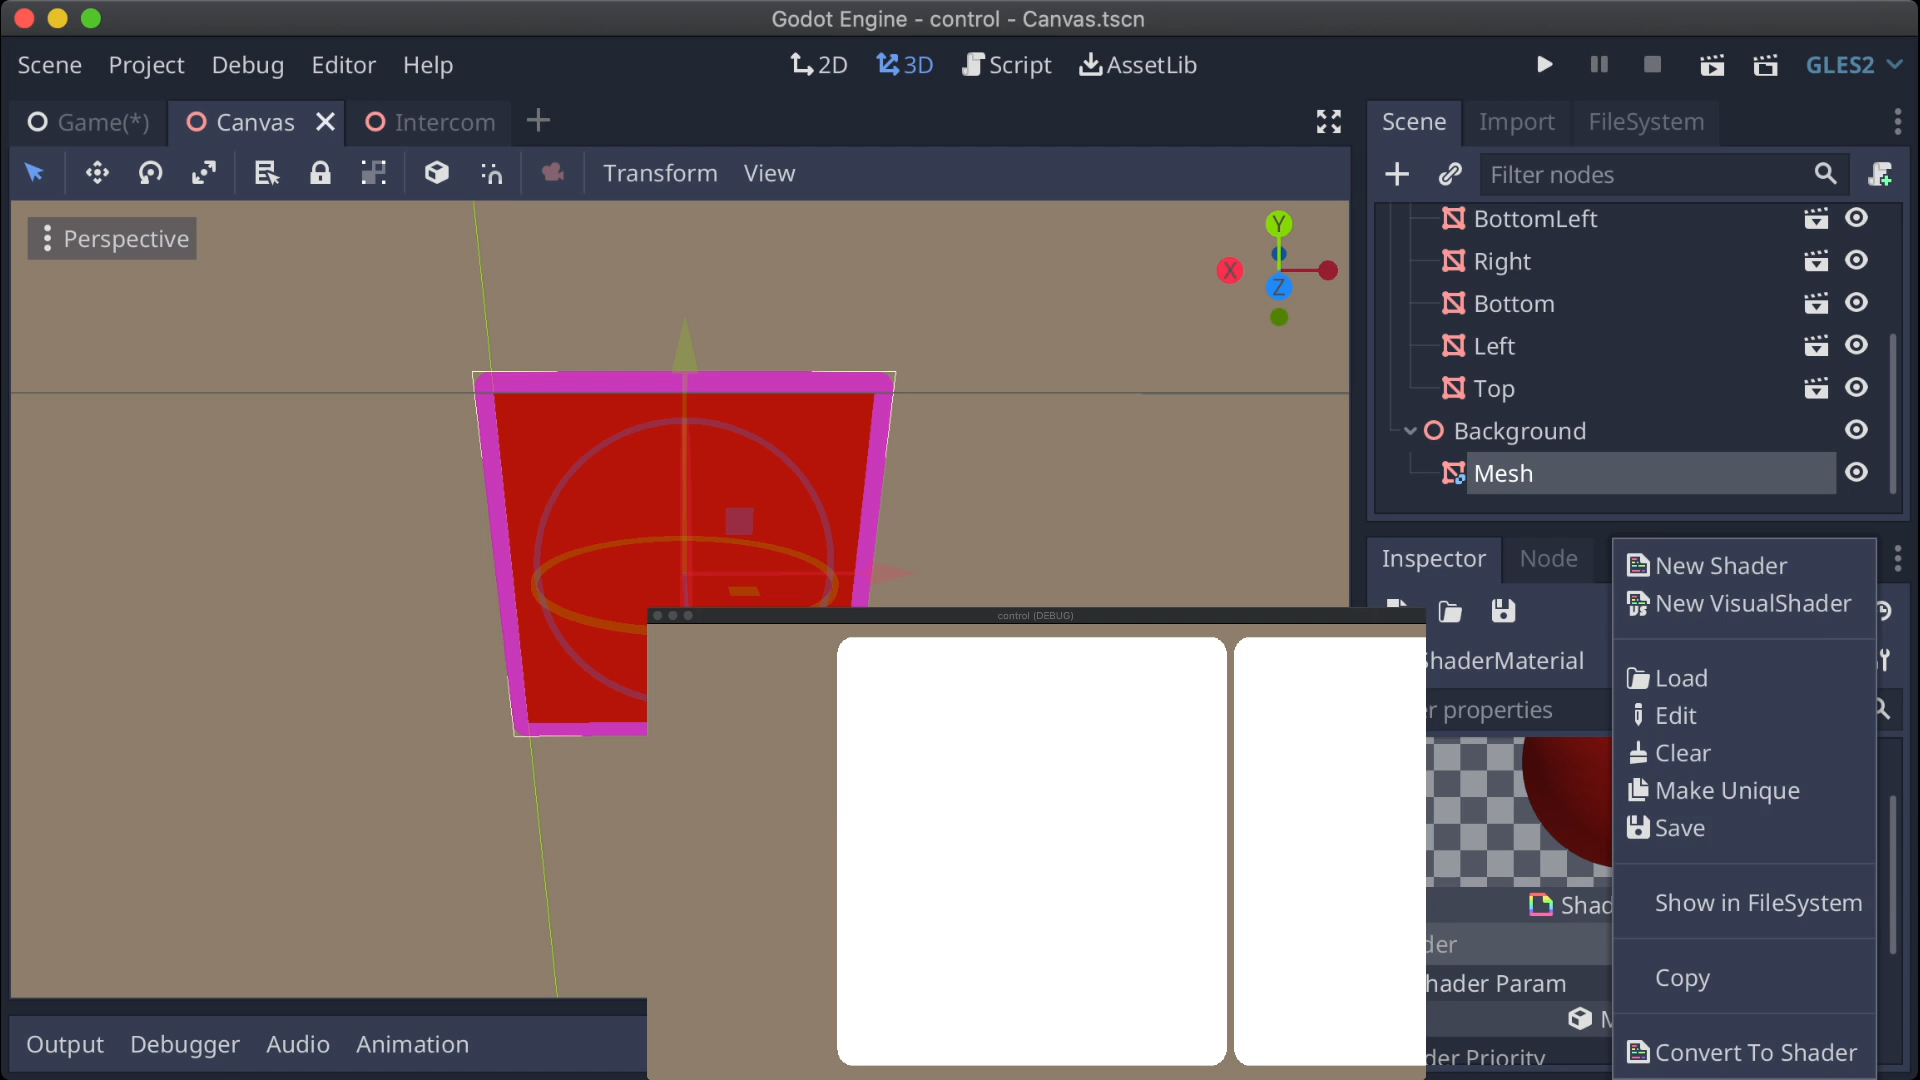 Godot Engine - control - Canvas.tscn
Scene Project Debug Editor Help 2D 3D Script AssetLib GLES2
Game(*) Canvas Intercom
Scene Import FileSystem
Transform View
Filter nodes
Perspective
Y
X
Z
BottomLeft
Right
Bottom
Left
Top
Background
Mesh
Inspector Node
New Shader
New VisualShader
control (DEBUG)
haderMaterial
Load
r properties
Edit
Clear
Make Unique
Save
Show in FileSystem
Shad
der
hader Param
Copy
M
der Priority
Convert To Shader
Output Debugger Audio Animation